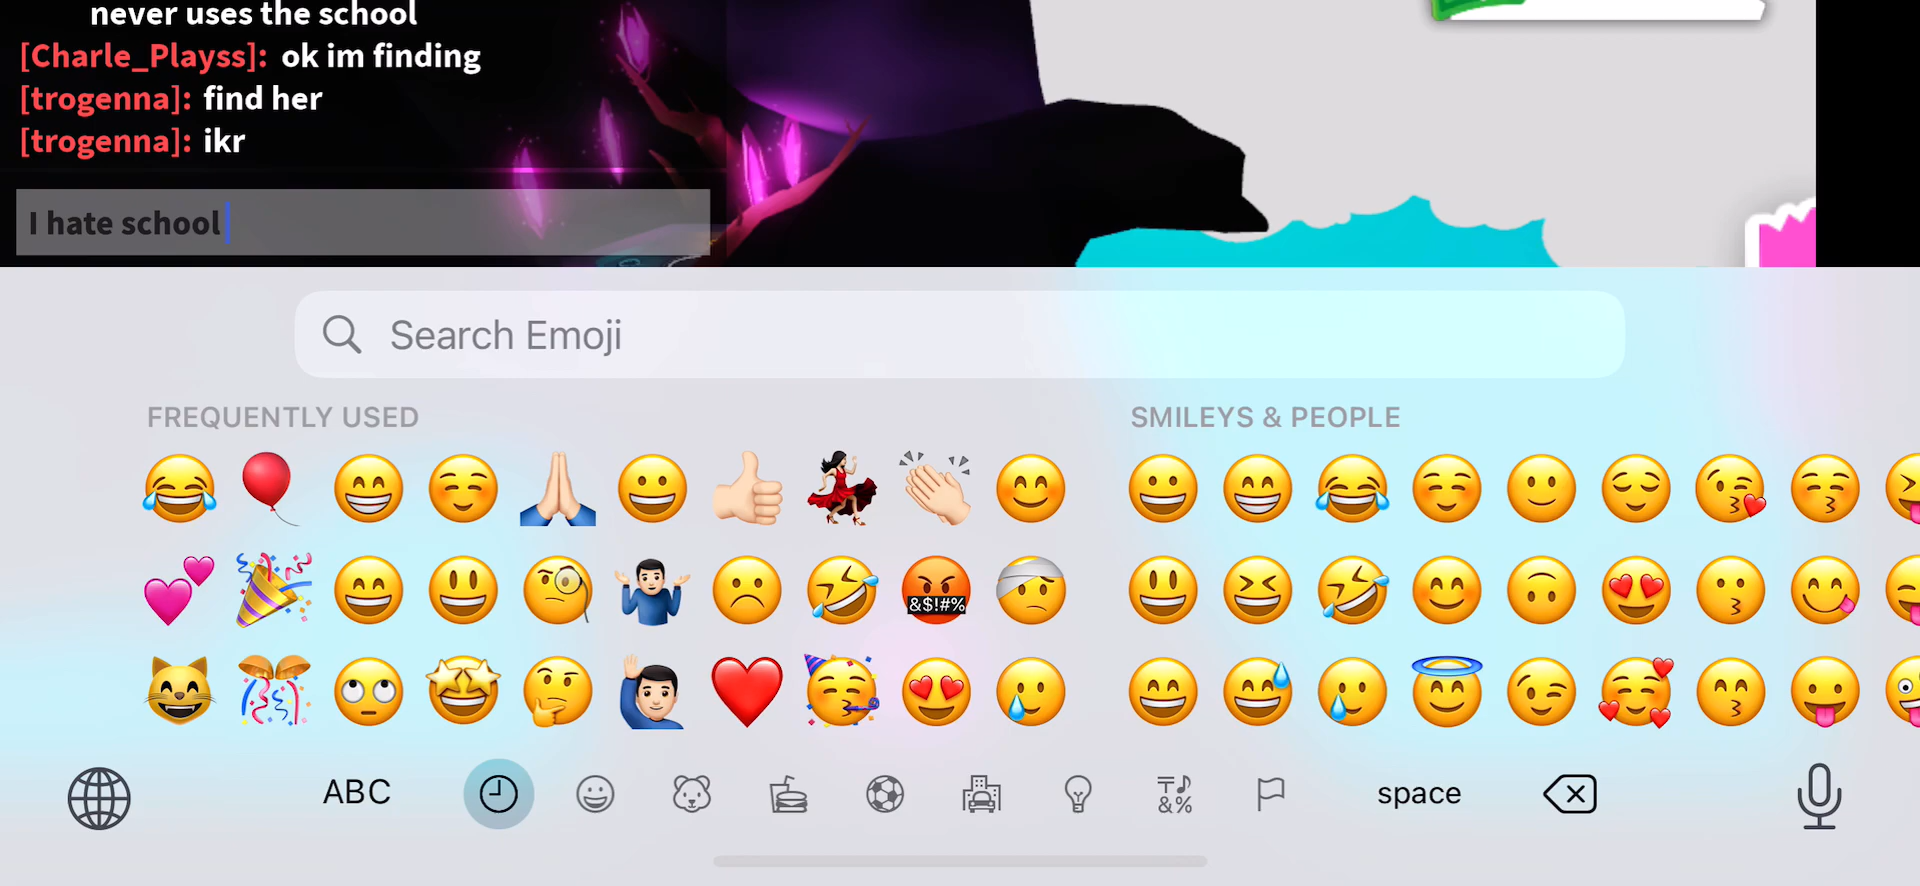 never uses the school
[Charle_Playss]: ok im finding
[trogenna]: find her
[trogenna]: ikr
I hate school
Search Emoji
FREQUENTLY USED
SMILEYS & PEOPLE
&$!#%
ABC
&%
space